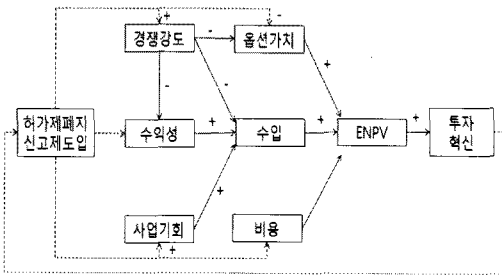 + -
경쟁강도 - 옵션가치
- - +
허가제폐지
신고제도입
수익성 + 수입 + ENPV + 투자
혁신
+
사업기회 비용
+